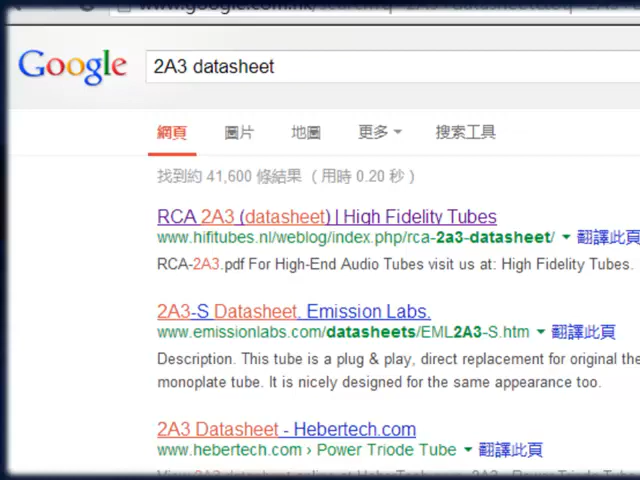 Google
2A3 datasheet
網頁 圖片 地圖 更多 搜索工具
找到約 41,600 條結果 (用時 0.20 秒)
RCA 2A3 (datasheet) | High Fidelity Tubes
www.hifitubes.nl/weblog/index.php/rca-2a3-datasheet/ 翻譯此頁
RCA-2A3.pdf For High-End Audio Tubes visit us at: High Fidelity Tubes.
2A3-S Datasheet. Emission Labs.
www.emissionlabs.com/datasheets/EML2A3-S.htm 翻譯此頁
Description. This tube is a plug & play, direct replacement for original the
monoplate tube. It is nicely designed for the same appearance too.
2A3 Datasheet - Hebertech.com
www.hebertech.com › Power Triode Tube 翻譯此頁